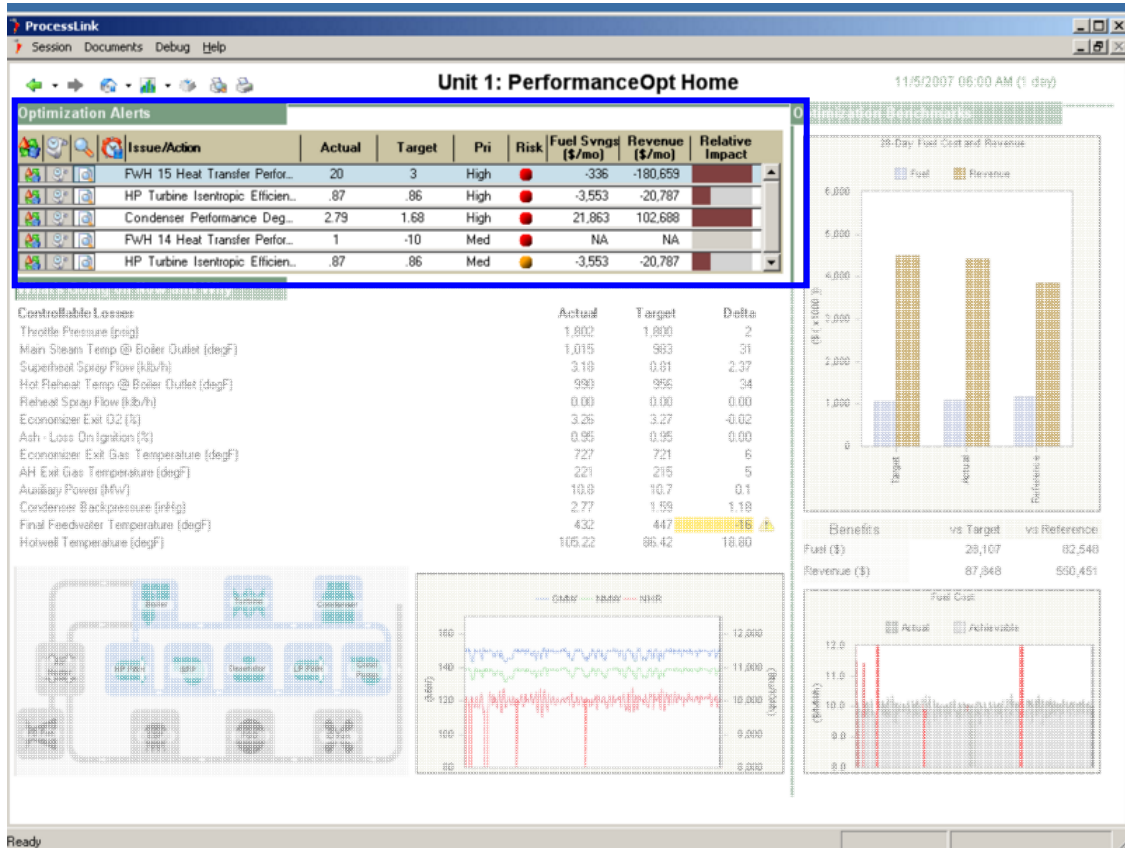 ProcessLink
Session Documents Debug Help
Unit 1: PerformanceOpt Home
11/5/2007 06:00 AM (1 day)
Optimization Alerts
Issue/Action Actual Target Pri Risk Fuel Svngs ($/mo) Revenue ($/mo) Relative Impact
FWH 15 Heat Transfer Perfor... 20 3 High -336 -180,659
HP Turbine Isentropic Efficien... .87 .86 High -3,553 -20,787
Condenser Performance Deg... 2.79 1.68 High 21,863 102,688
FWH 14 Heat Transfer Perfor... 1 -10 Med NA NA
HP Turbine Isentropic Efficien... .87 .86 Med -3,553 -20,787
Controllable Losses Actual Target Delta
Throttle Pressure (psig) 1,802 1,800 2
Main Steam Temp @ Boiler Outlet (degF) 1,015 983 31
Superheat Spray Flow (klb/h) 3.18 0.81 2.37
Hot Reheat Temp @ Boiler Outlet (degF) 990 956 34
Reheat Spray Flow (klb/h) 0.00 0.00 0.00
Economizer Exit O2 (%) 3.26 3.27 -0.02
Ash - Loss On Ignition (%) 0.95 0.95 0.00
Economizer Exit Gas Temperature (degF) 727 721 6
AH Exit Gas Temperature (degF) 221 215 5
Auxiliary Power (MW) 10.8 10.7 0.1
Condenser Backpressure (inHg) 2.77 1.59 1.18
Final Feedwater Temperature (degF) 432 447 -16
Hotwell Temperature (degF) 105.22 86.42 18.80
28-Day Fuel Cost and Revenue
Fuel Revenue
6,000
5,000
4,000
3,000
2,000
1,000
0
($ / x1000)
Target Actual Reference
Benefits vs Target vs Reference
Fuel ($) 28,107 82,548
Revenue ($) 87,848 550,451
Boiler Turbine Condenser
Deaerator
GMW NMW NHR
160 12,000
140 11,000
120 10,000
100 9,000
80 8,000
Fuel Cost
Actual Achievable
12.0
11.0
10.0
9.0
8.0
Ready